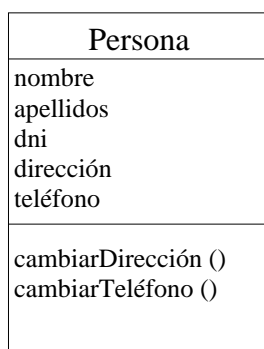 Persona
nombre
apellidos
dni
dirección
teléfono
cambiarDirección ()
cambiarTeléfono ()